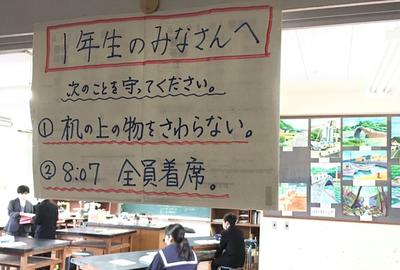 1年生のみなさんへ
次のことを守ってください。
① 机の上の物をさわらない。
② 8:07 全員着席。